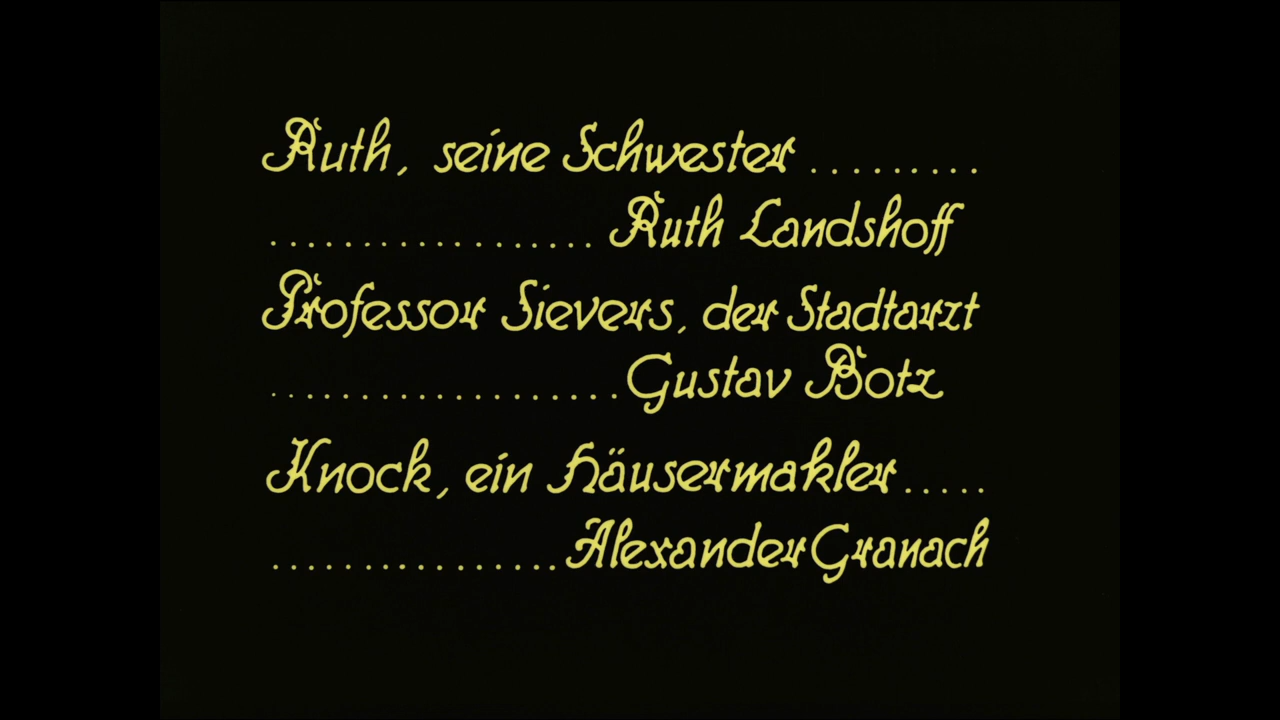 Ruth, seine Schwester .........
.................. Ruth Landshoff
Professor Sievers, der Stadtarzt
................... Gustav Botz
Knock, ein Häusermakler.....
................Alexander Granach